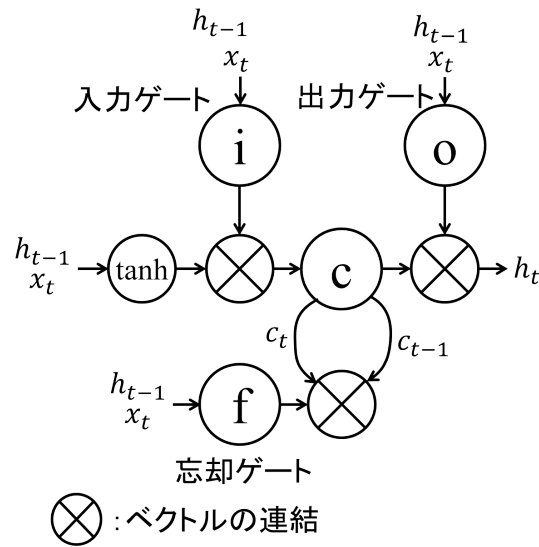 h_{t-1}
x_t
h_{t-1}
x_t
入力ゲート
出力ゲート
i
o
h_{t-1}
x_t
tanh
c
h_t
c_t
c_{t-1}
h_{t-1}
x_t
f
忘却ゲート
:ベクトルの連結